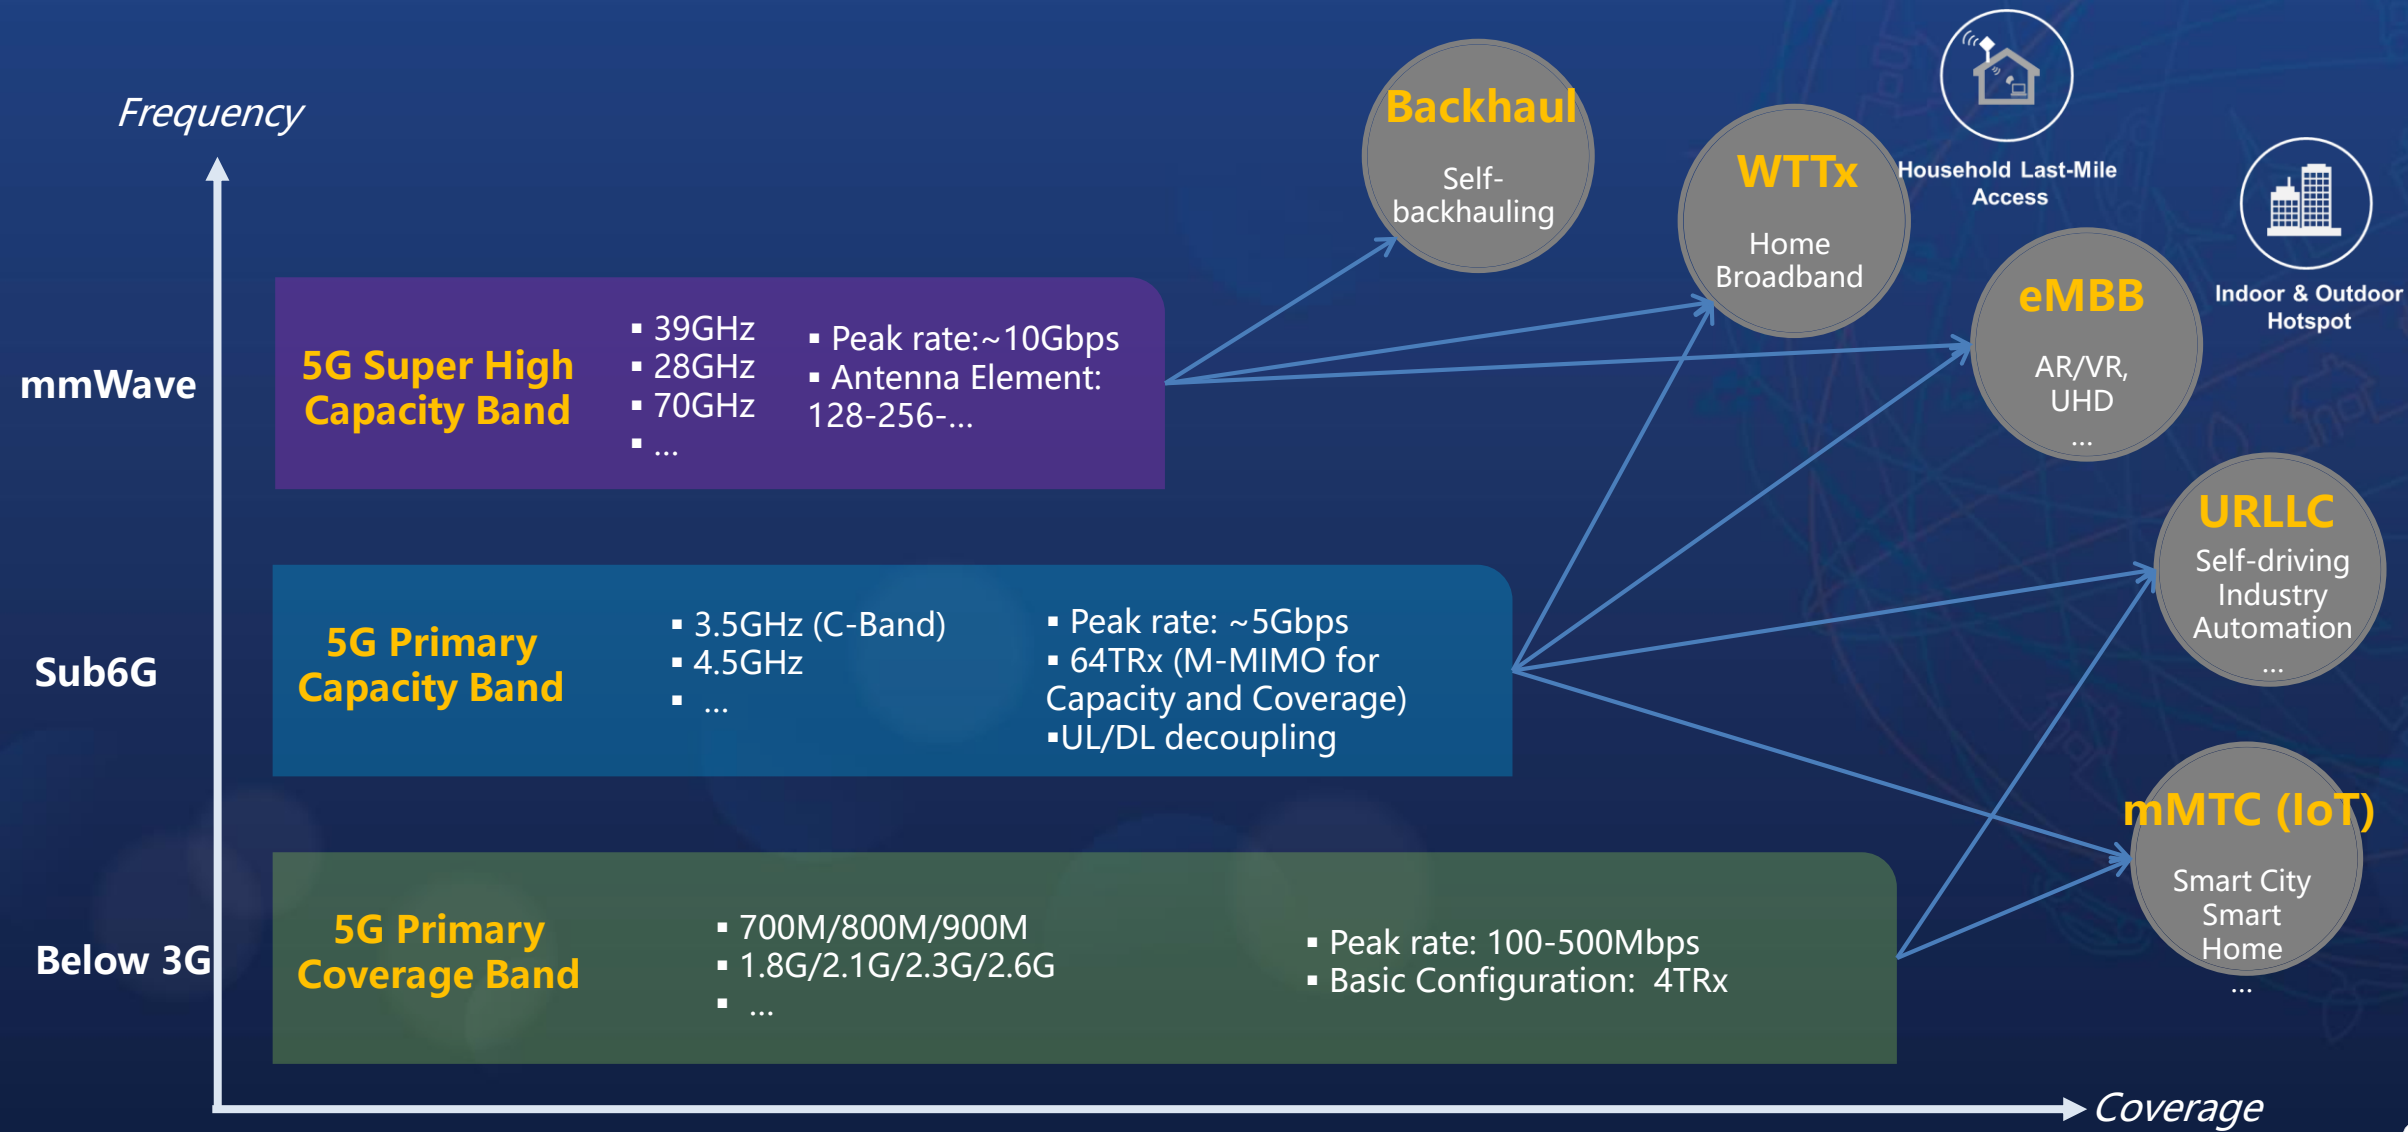 Frequency
Backhaul
Self-
backhauling
WTTx
Home
Broadband
Household Last-Mile
Access
Indoor & Outdoor
Hotspot
eMBB
AR/VR,
UHD
...
mmWave
5G Super High
Capacity Band
▪ 39GHz
▪ 28GHz
▪ 70GHz
▪ ...
▪ Peak rate:~10Gbps
▪ Antenna Element:
128-256-...
URLLC
Self-driving
Industry
Automation
...
Sub6G
5G Primary
Capacity Band
▪ 3.5GHz (C-Band)
▪ 4.5GHz
▪ ...
▪ Peak rate: ~5Gbps
▪ 64TRx (M-MIMO for
Capacity and Coverage)
▪UL/DL decoupling
mMTC (IoT)
Smart City
Smart
Home
...
Below 3G
5G Primary
Coverage Band
▪ 700M/800M/900M
▪ 1.8G/2.1G/2.3G/2.6G
▪ ...
▪ Peak rate: 100-500Mbps
▪ Basic Configuration: 4TRx
Coverage